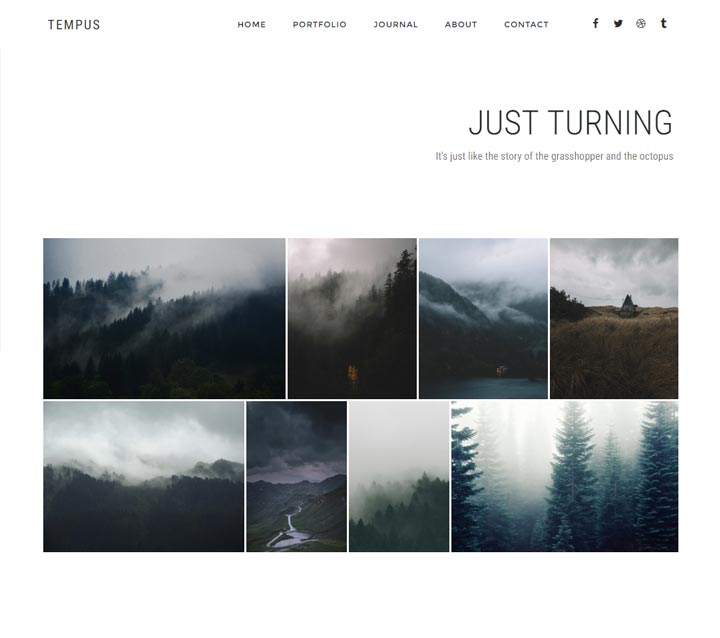 TEMPUS
HOME PORTFOLIO JOURNAL ABOUT CONTACT
JUST TURNING
It's just like the story of the grasshopper and the octopus